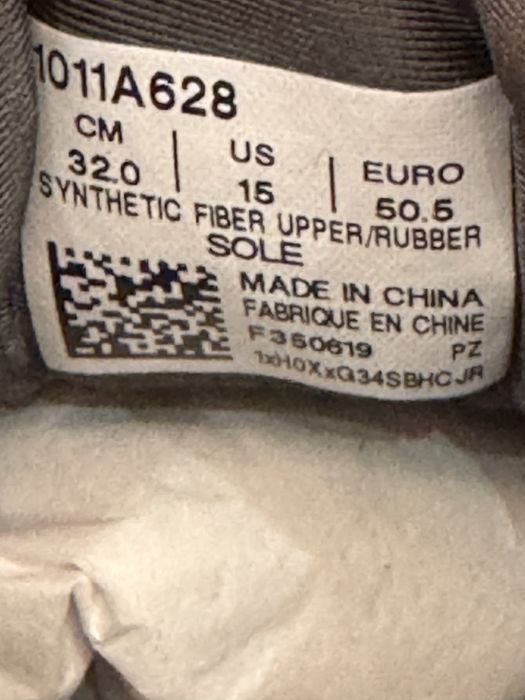 1011A628
CM | US | EURO
32.0 | 15 | 50.5
SYNTHETIC FIBER UPPER/RUBBER
SOLE
MADE IN CHINA
FABRIQUE EN CHINE
F350619 PZ
1xH0XxG34SBHCJR